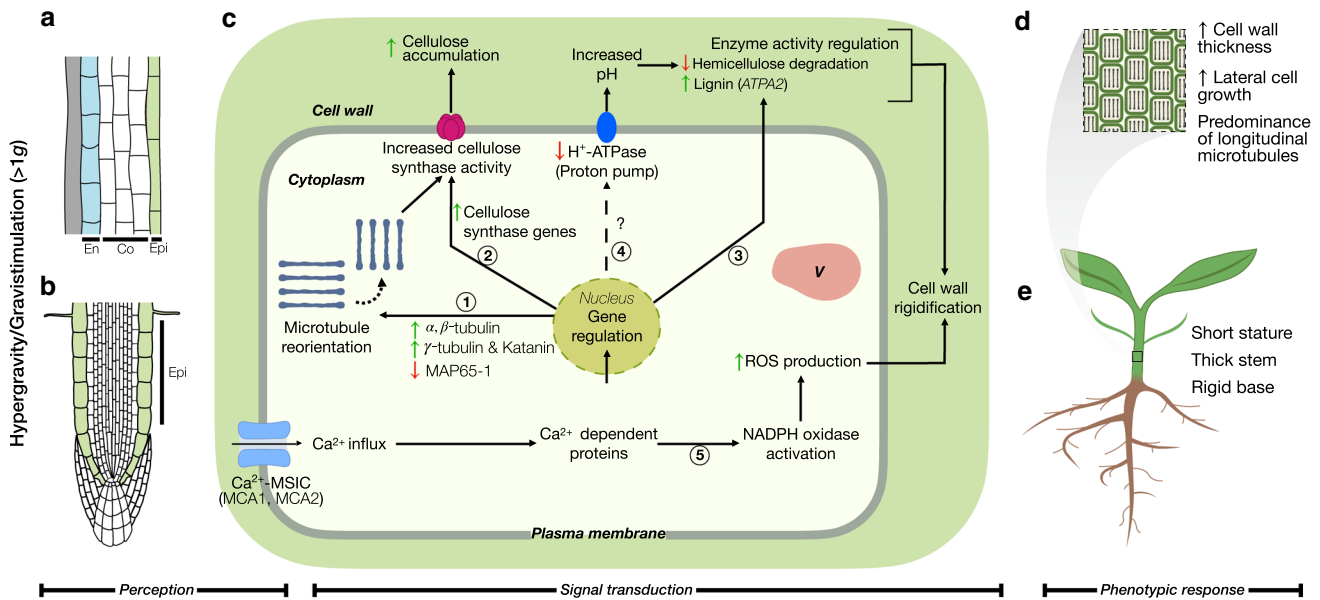 Hypergravity/Gravistimulation (>1g)
a
En
Co
Epi
b
Epi
c
↑ Cellulose
accumulation
Increased
pH
Enzyme activity regulation
↓ Hemicellulose degradation
↑ Lignin (ATPA2)
Cell wall
Increased cellulose
synthase activity
↓ H⁺-ATPase
(Proton pump)
Cytoplasm
↑ Cellulose
synthase genes
?
②
④
③
V
Nucleus
Gene
regulation
①
Microtubule
reorientation
↑ α, β-tubulin
↑ γ-tubulin & Katanin
↓ MAP65-1
Cell wall
rigidification
↑ ROS production
Ca²⁺ influx
Ca²⁺ dependent
proteins
⑤
NADPH oxidase
activation
Ca²⁺-MSIC
(MCA1, MCA2)
Plasma membrane
d
↑ Cell wall
thickness
↑ Lateral cell
growth
Predominance
of longitudinal
microtubules
e
Short stature
Thick stem
Rigid base
Perception
Signal transduction
Phenotypic response